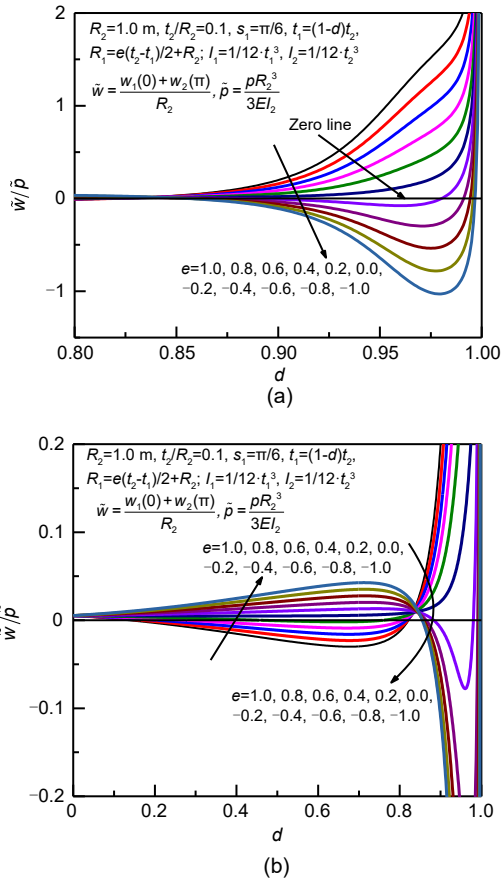 R₂=1.0 m, t₂/R₂=0.1, s₁=π/6, t₁=(1-d)t₂,
R₁=e(t₂-t₁)/2+R₂; I₁=1/12·t₁³, I₂=1/12·t₂³
w̃ = (w₁(0)+w₂(π))/R₂, p̃ = pR₂³/3EI₂
Zero line
e=1.0, 0.8, 0.6, 0.4, 0.2, 0.0,
−0.2, −0.4, −0.6, −0.8, −1.0
w̃/p̃
2
1
0
−1
0.80 0.85 0.90 0.95 1.00
d
(a)
R₂=1.0 m, t₂/R₂=0.1, s₁=π/6, t₁=(1-d)t₂,
R₁=e(t₂-t₁)/2+R₂; I₁=1/12·t₁³, I₂=1/12·t₂³
w̃ = (w₁(0)+w₂(π))/R₂, p̃ = pR₂³/3EI₂
e=1.0, 0.8, 0.6, 0.4, 0.2, 0.0,
−0.2, −0.4, −0.6, −0.8, −1.0
e=1.0, 0.8, 0.6, 0.4, 0.2, 0.0,
−0.2, −0.4, −0.6, −0.8, −1.0
w̃/p̃
0.2
0.1
0
−0.1
−0.2
0 0.2 0.4 0.6 0.8 1.0
d
(b)